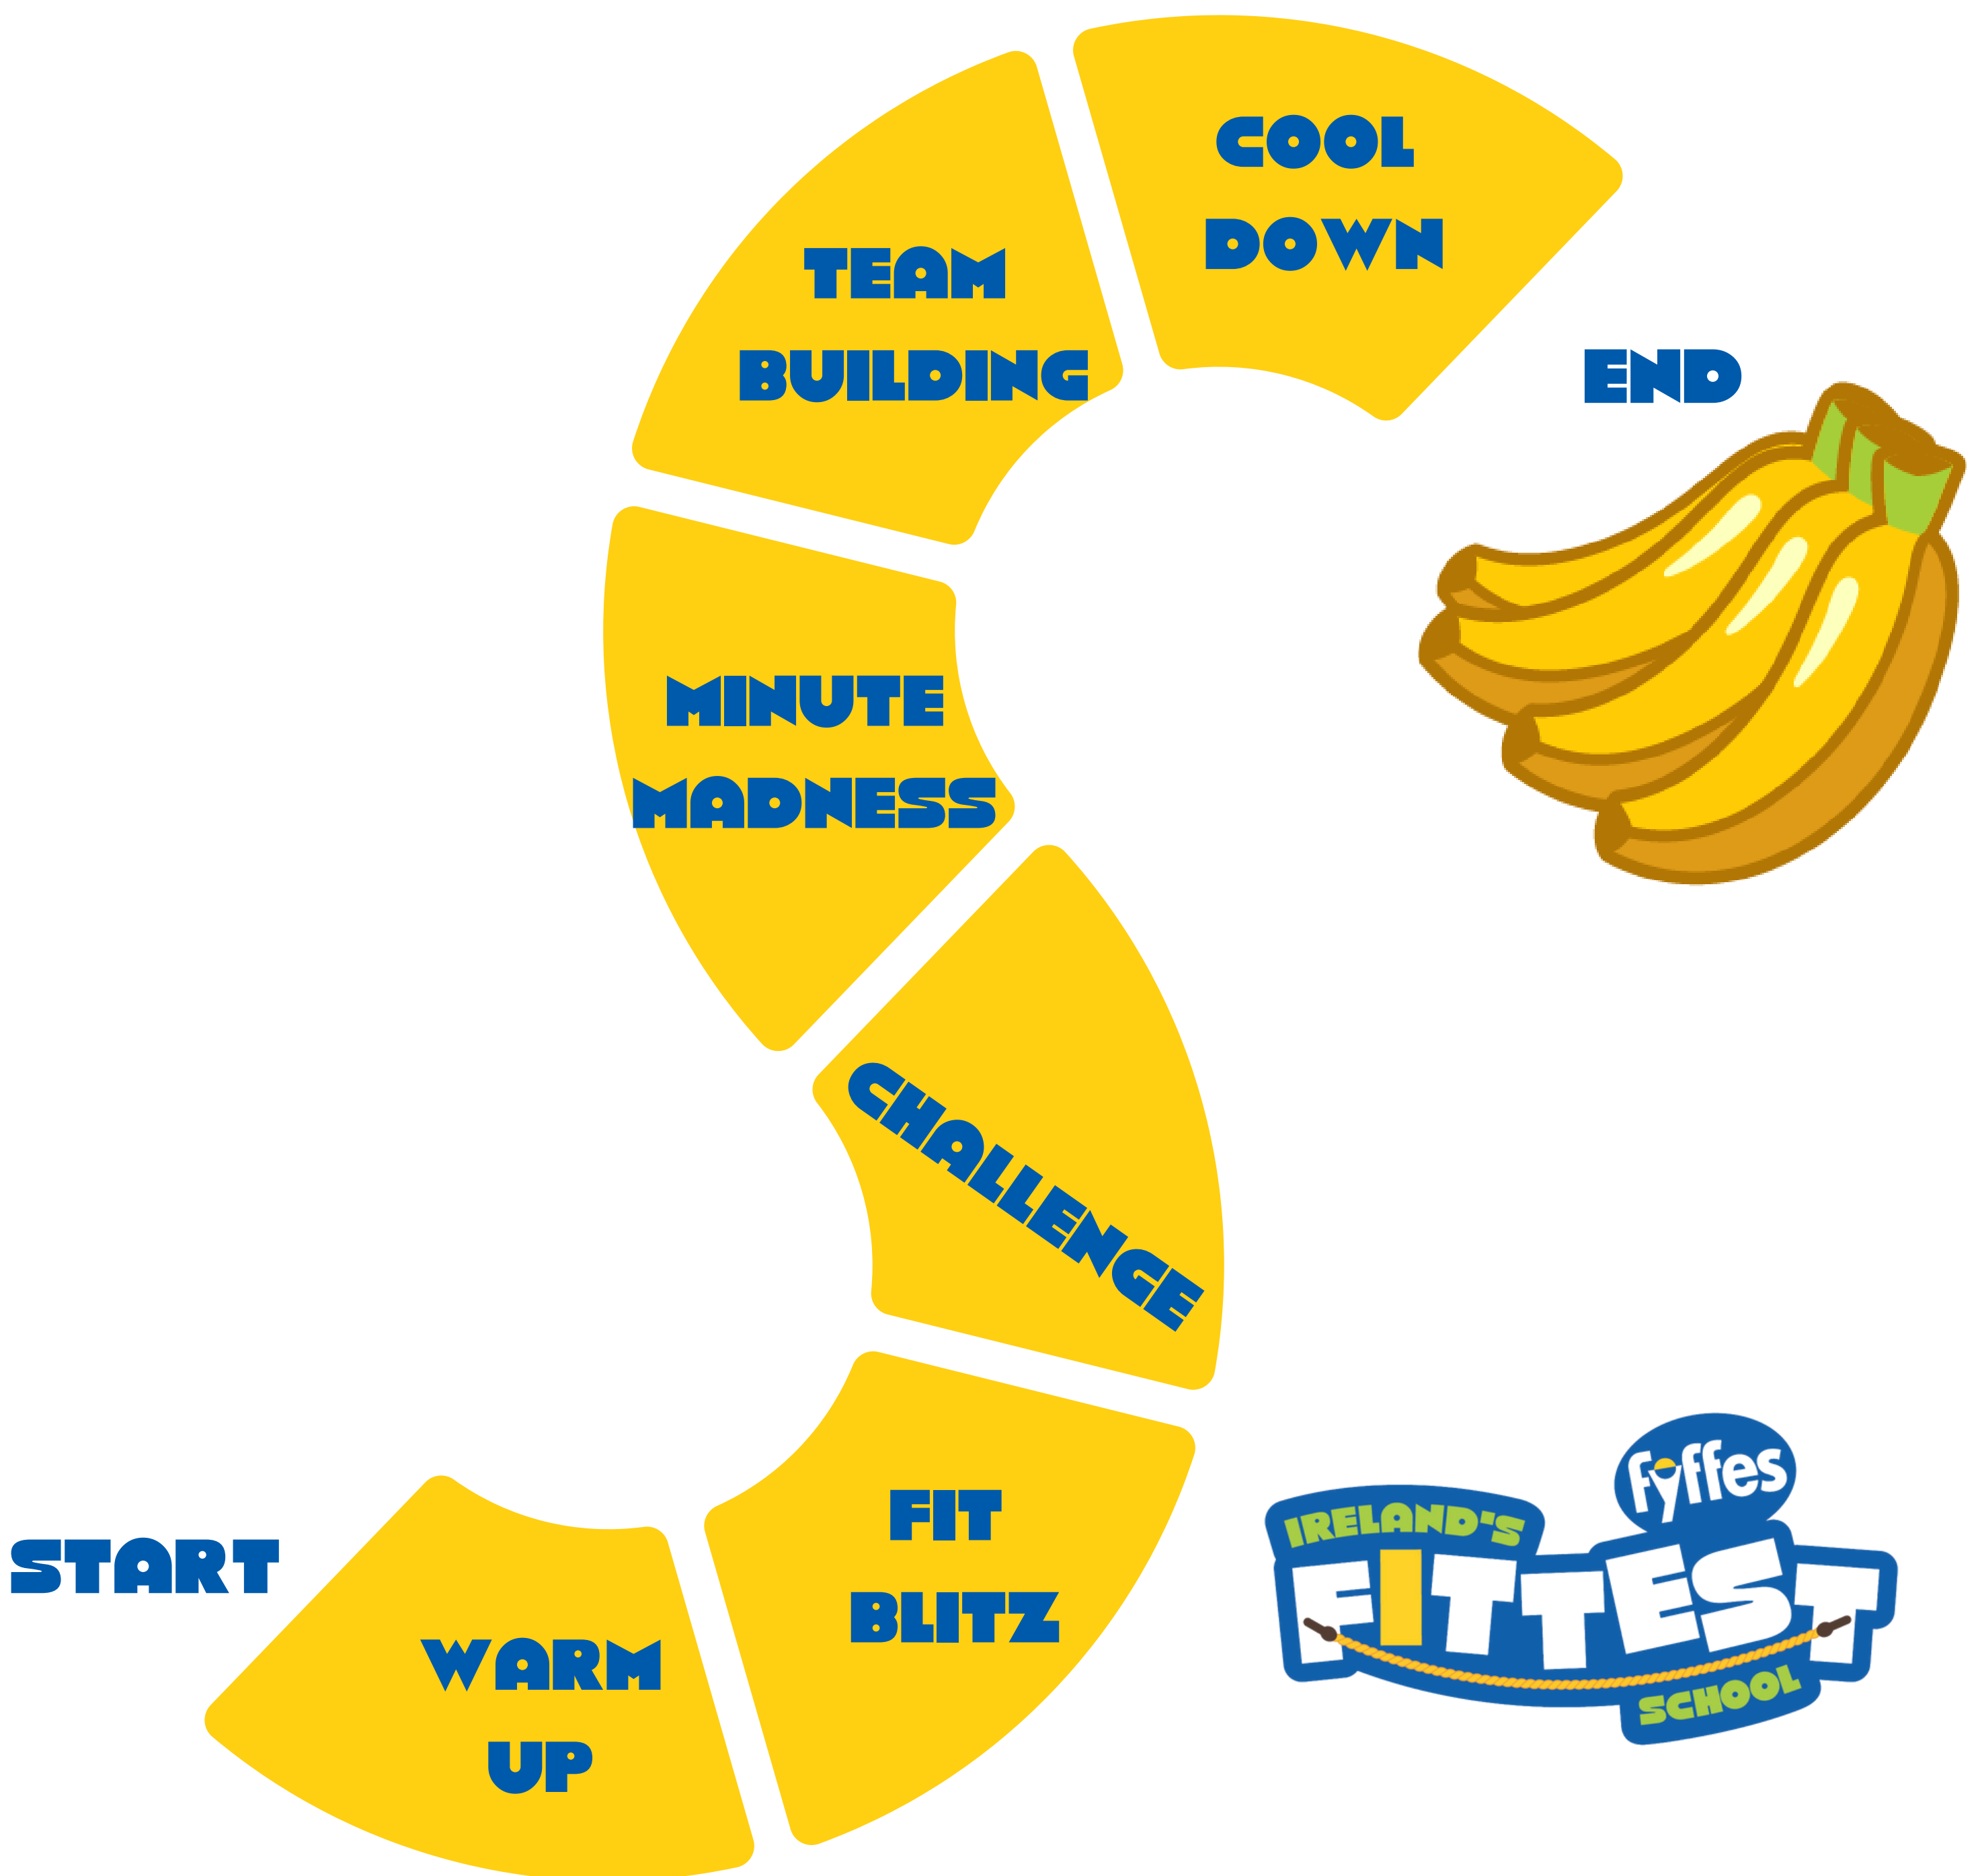 COOL
DOWN
TEAM
BUILDING
END
MINUTE
MADNESS
CHALLENGE
FIT
BLITZ
START
WARM
UP
fyffes
IRELAND'S
FITTEST
SCHOOL